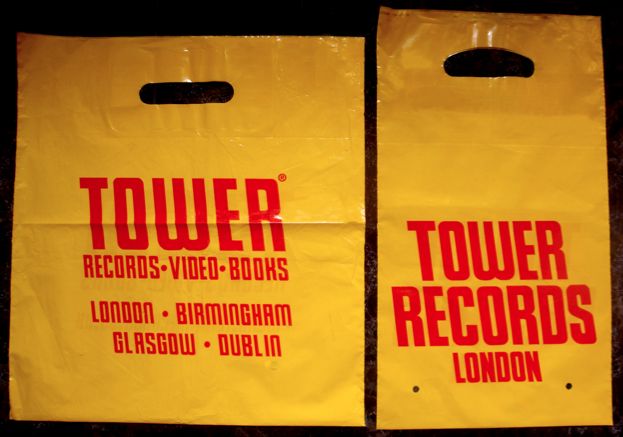 TOWER®
RECORDS•VIDEO•BOOKS
LONDON • BIRMINGHAM
GLASGOW • DUBLIN
TOWER
RECORDS
LONDON